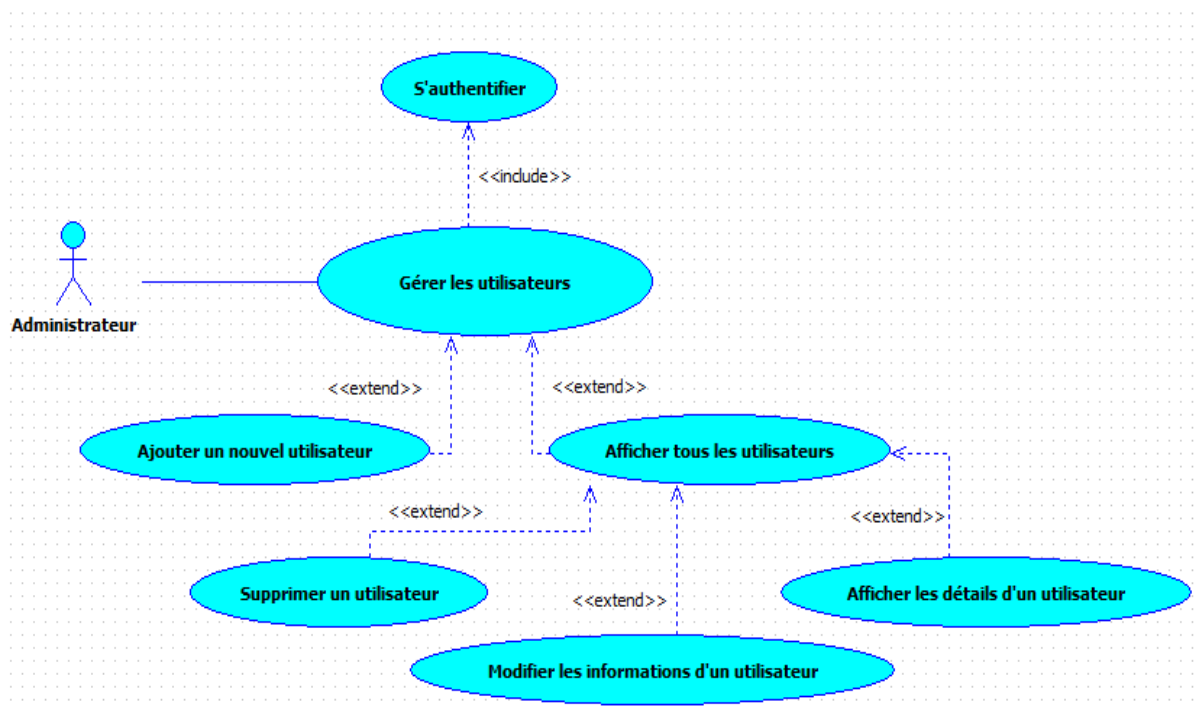 S'authentifier
<<include>>
Gérer les utilisateurs
Administrateur
<<extend>>
<<extend>>
Ajouter un nouvel utilisateur
Afficher tous les utilisateurs
<<extend>>
<<extend>>
Supprimer un utilisateur
<<extend>>
Afficher les détails d'un utilisateur
Modifier les informations d'un utilisateur